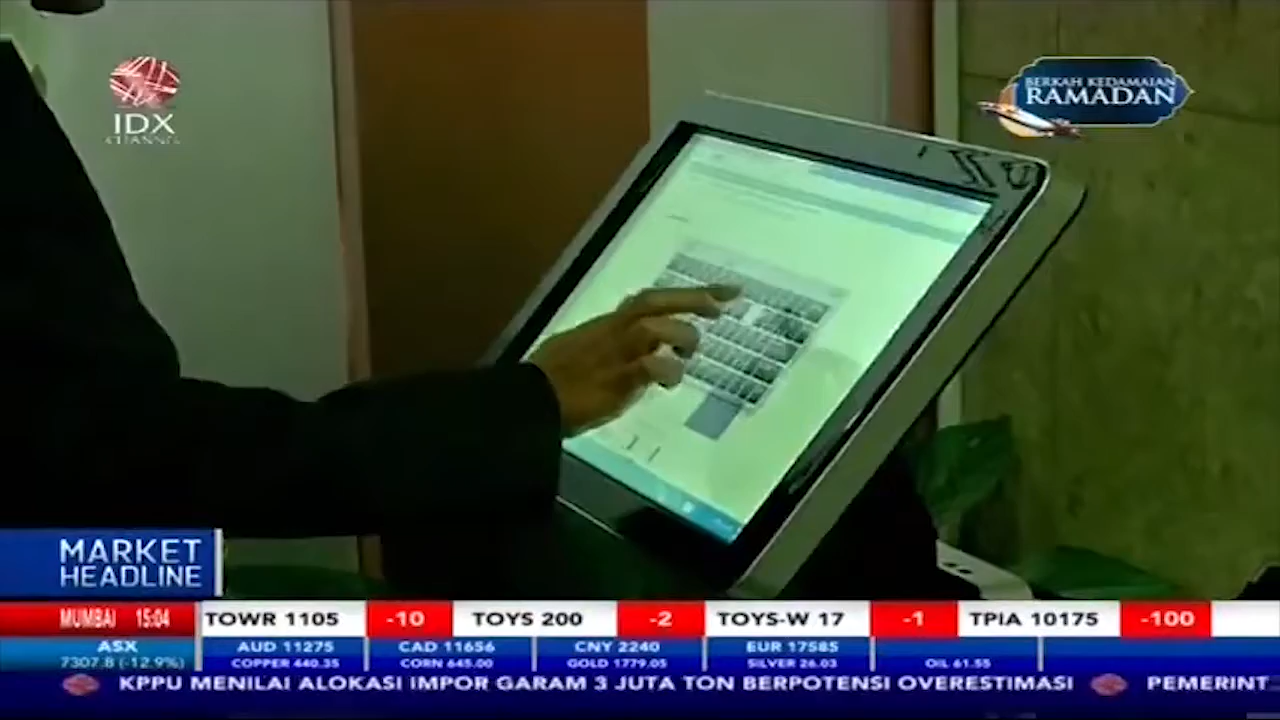 IDX
CHANNEL
BERKAH KEDAMAIAN
RAMADAN
MARKET
HEADLINE
MUMBAI 15:04 TOWR 1105 -10 TOYS 200 -2 TOYS-W 17 -1 TPIA 10175 -100
ASX AUD 11275 CAD 11656 CNY 2240 EUR 17585
7307.8 (-12.9%) COPPER 440.35 CORN 645.00 GOLD 1779.05 SILVER 26.03 OIL 61.55
KPPU MENILAI ALOKASI IMPOR GARAM 3 JUTA TON BERPOTENSI OVERESTIMASI PEMERINT